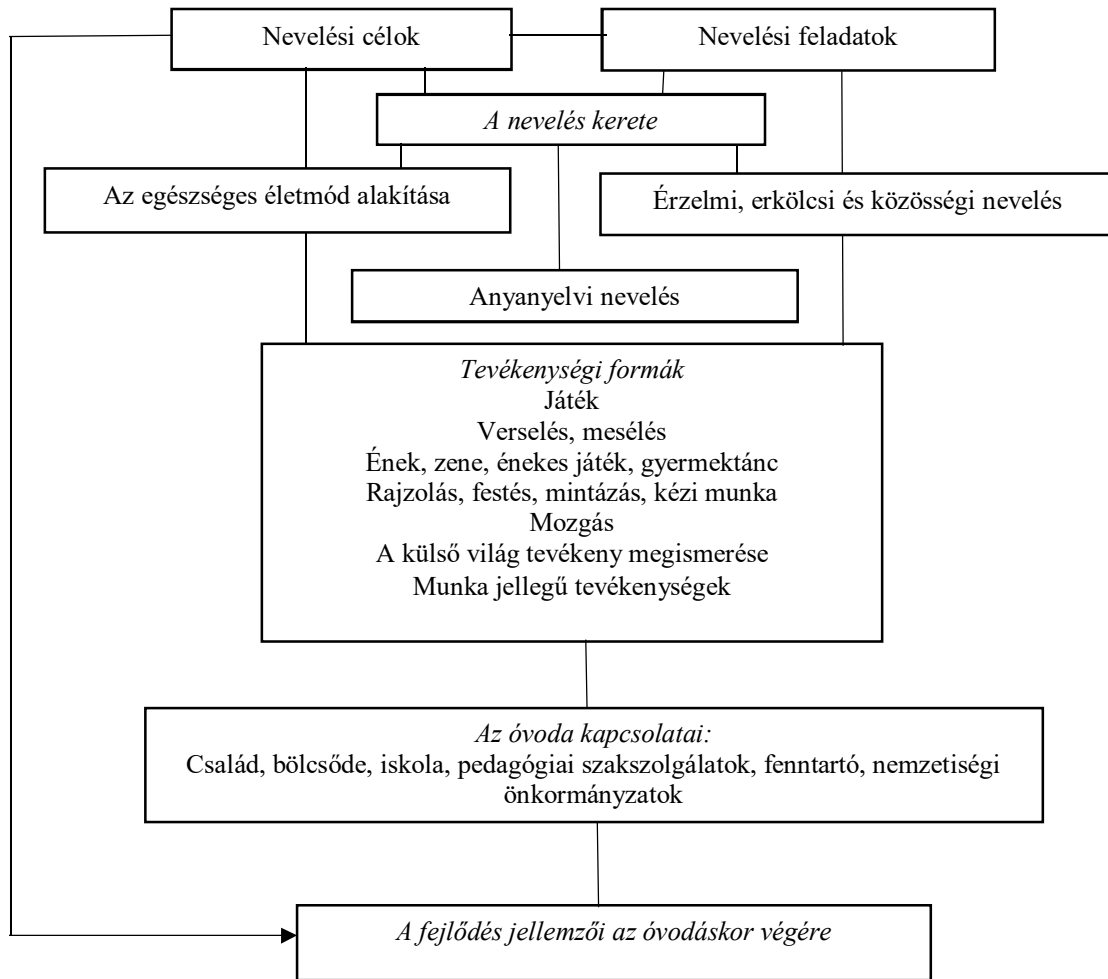 Nevelési célok
Nevelési feladatok
A nevelés kerete
Az egészséges életmód alakítása
Érzelmi, erkölcsi és közösségi nevelés
Anyanyelvi nevelés
Tevékenységi formák
Játék
Verselés, mesélés
Ének, zene, énekes játék, gyermektánc
Rajzolás, festés, mintázás, kézi munka
Mozgás
A külső világ tevékeny megismerése
Munka jellegű tevékenységek
Az óvoda kapcsolatai:
Család, bölcsőde, iskola, pedagógiai szakszolgálatok, fenntartó, nemzetiségi
önkormányzatok
A fejlődés jellemzői az óvodáskor végére